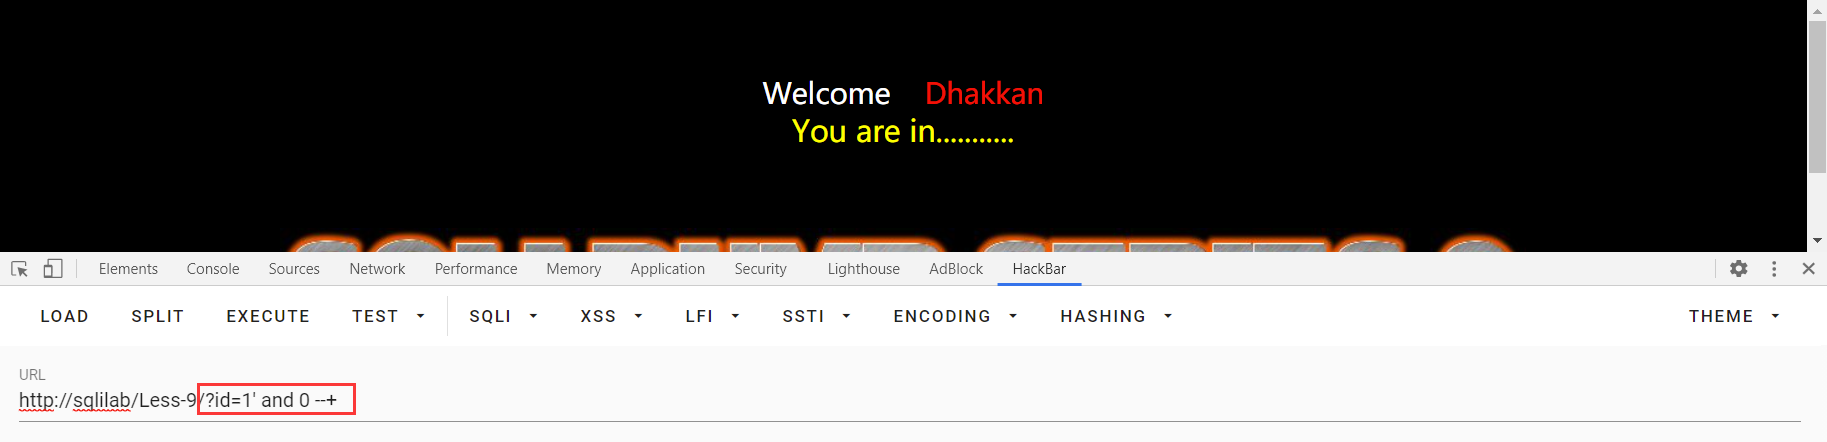 Welcome Dhakkan
You are in...........
Elements Console Sources Network Performance Memory Application Security Lighthouse AdBlock HackBar
LOAD SPLIT EXECUTE TEST SQLI XSS LFI SSTI ENCODING HASHING THEME
URL
http://sqlilab/Less-9/?id=1' and 0 --+